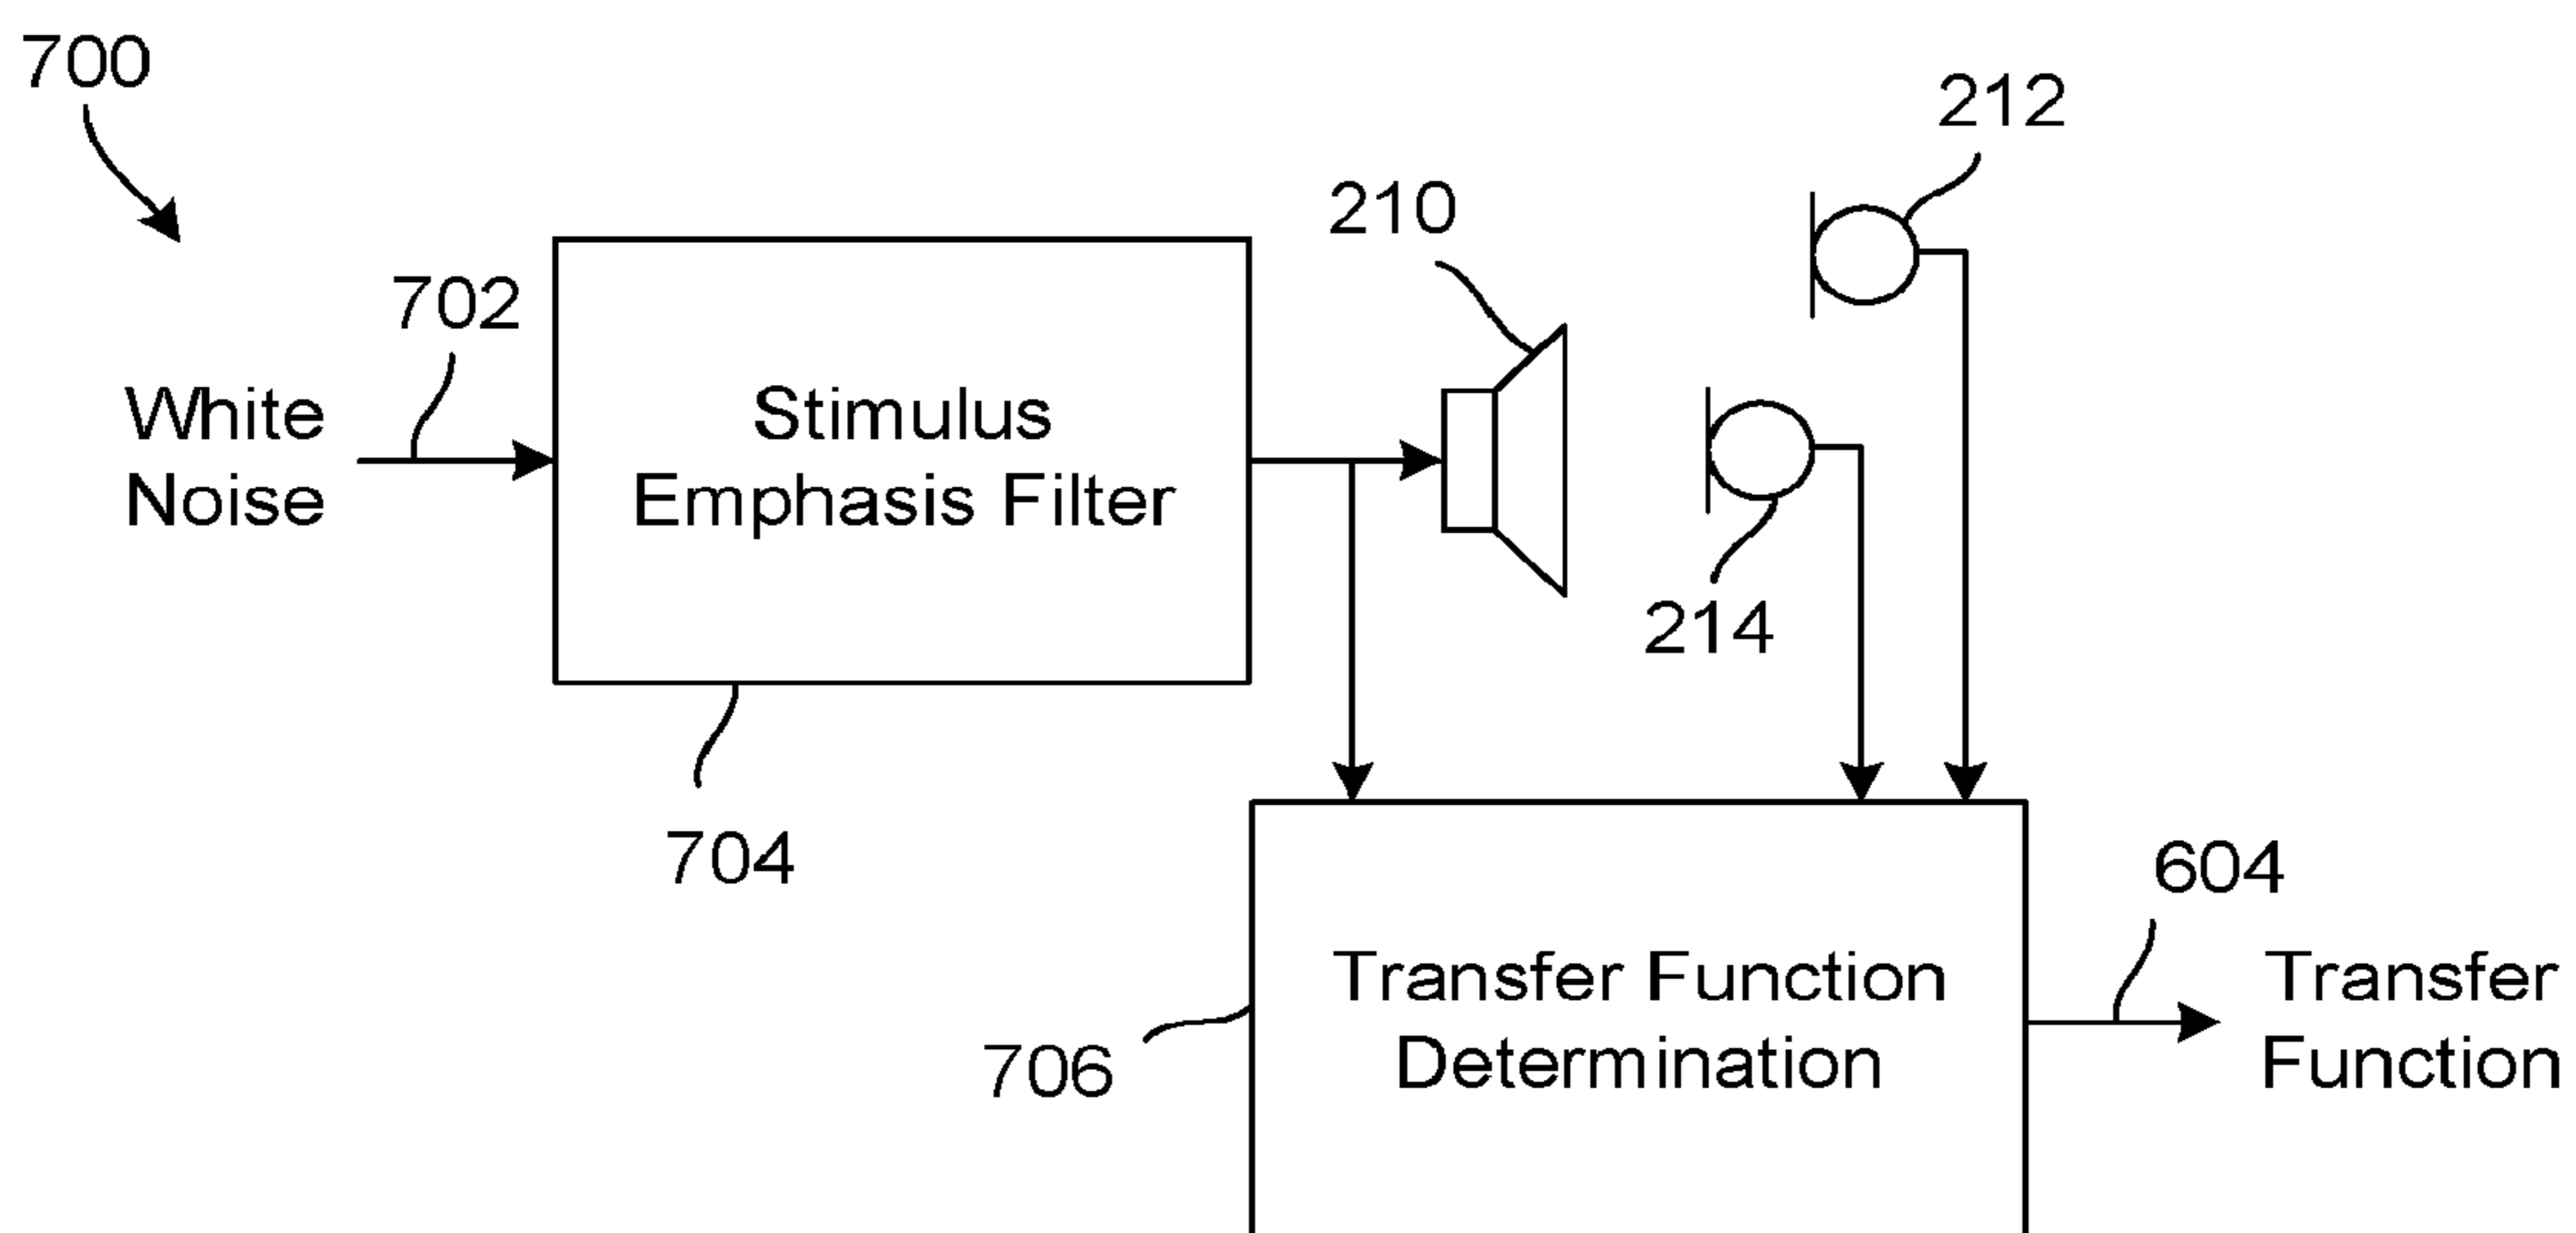 700
212
210
702
White
Noise
Stimulus
Emphasis Filter
214
704
604
Transfer Function
Determination
Transfer
Function
706